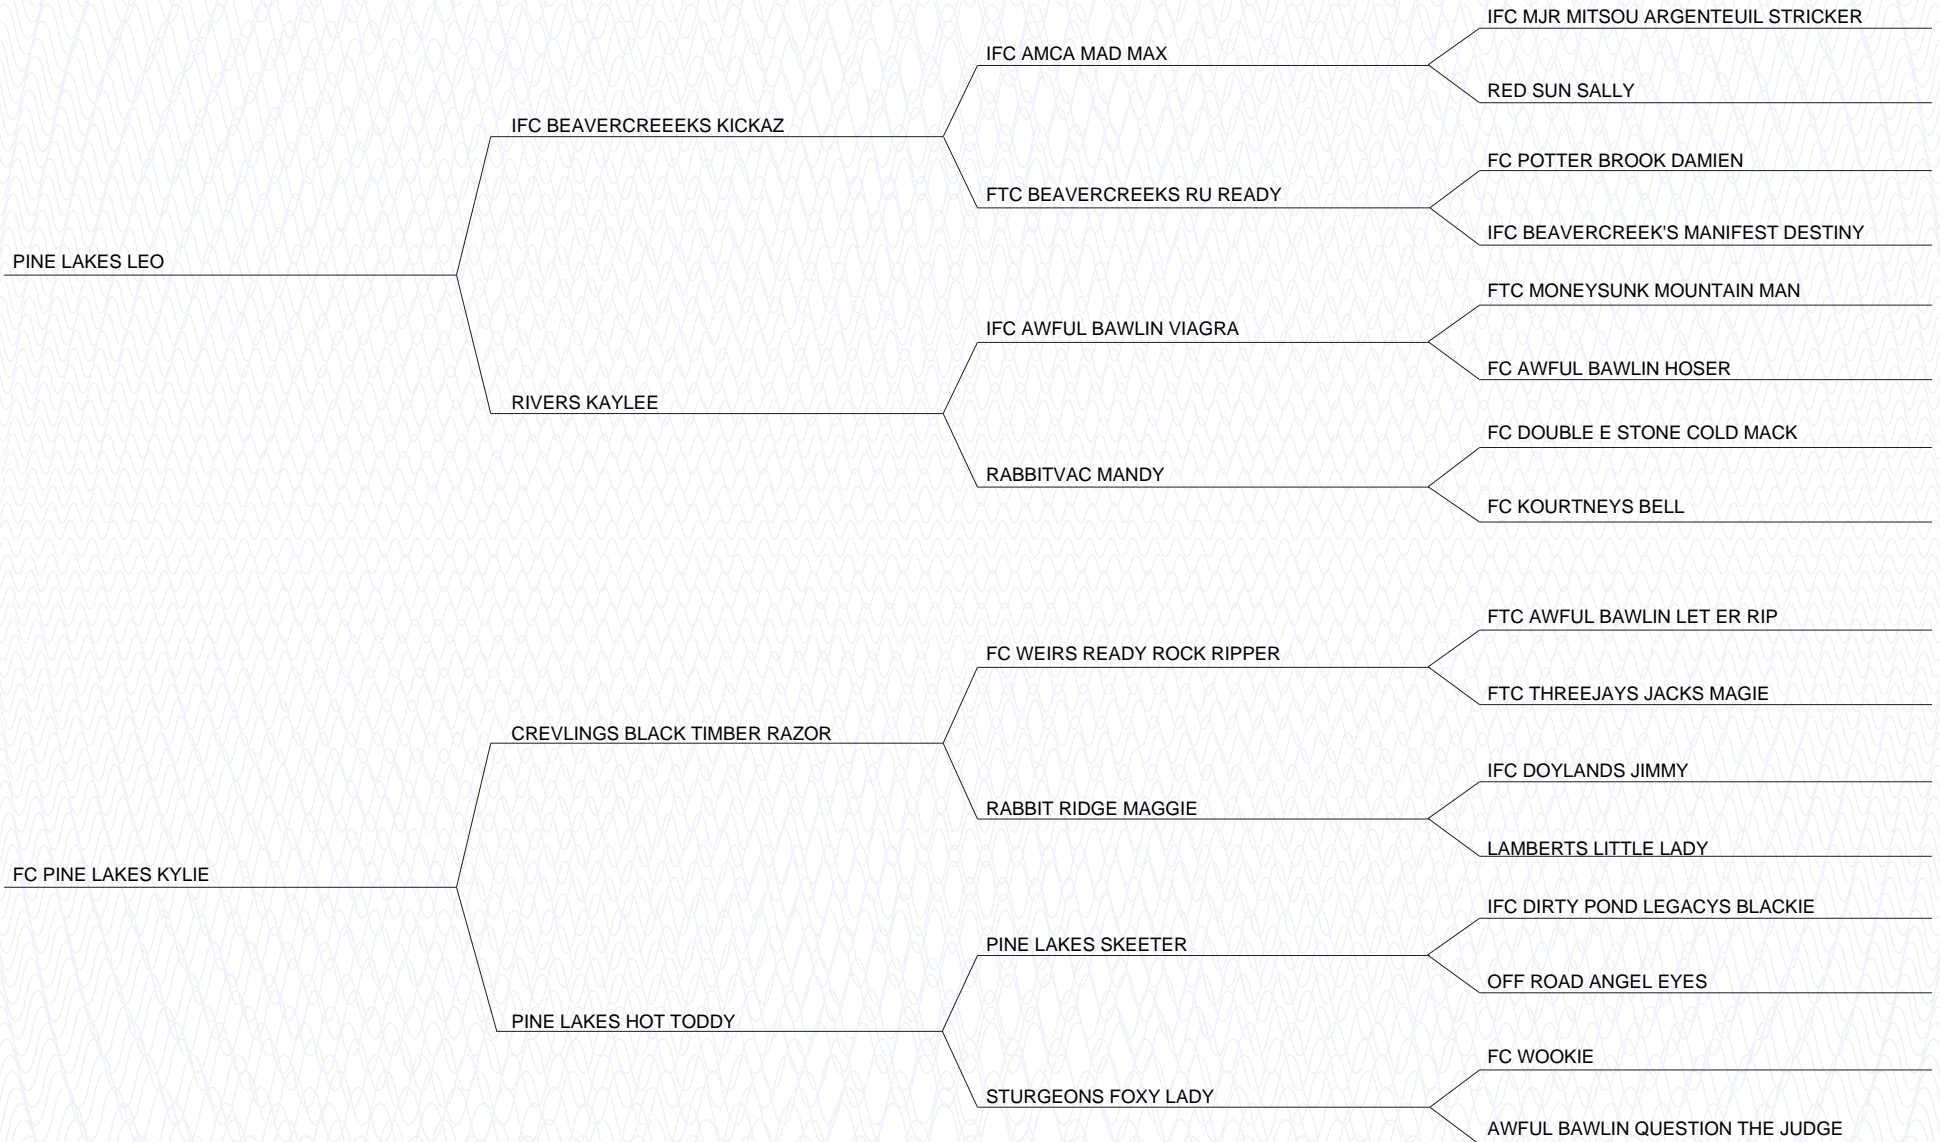 IFC MJR MITSOU ARGENTEUIL STRICKER
IFC AMCA MAD MAX
RED SUN SALLY
IFC BEAVERCREEEKS KICKAZ
FC POTTER BROOK DAMIEN
FTC BEAVERCREEKS RU READY
IFC BEAVERCREEK'S MANIFEST DESTINY
PINE LAKES LEO
FTC MONEYSUNK MOUNTAIN MAN
IFC AWFUL BAWLIN VIAGRA
FC AWFUL BAWLIN HOSER
RIVERS KAYLEE
FC DOUBLE E STONE COLD MACK
RABBITVAC MANDY
FC KOURTNEYS BELL
FTC AWFUL BAWLIN LET ER RIP
FC WEIRS READY ROCK RIPPER
FTC THREEJAYS JACKS MAGIE
CREVLINGS BLACK TIMBER RAZOR
IFC DOYLANDS JIMMY
RABBIT RIDGE MAGGIE
LAMBERTS LITTLE LADY
FC PINE LAKES KYLIE
IFC DIRTY POND LEGACYS BLACKIE
PINE LAKES SKEETER
OFF ROAD ANGEL EYES
PINE LAKES HOT TODDY
FC WOOKIE
STURGEONS FOXY LADY
AWFUL BAWLIN QUESTION THE JUDGE